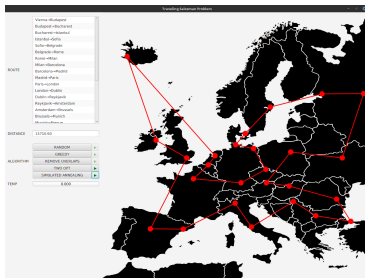 Travelling Salesman Problem
Vienna->Budapest
Budapest->Bucharest
Bucharest->Istanbul
Istanbul->Sofia
Sofia->Belgrade
Belgrade->Rome
Rome->Milan
Milan->Barcelona
Barcelona->Madrid
Madrid->Paris
Paris->London
London->Dublin
Dublin->Reykjavik
Reykjavik->Amsterdam
Amsterdam->Brussels
Brussels->Munich
ROUTE
DISTANCE
ALGORITHM
RANDOM
GREEDY
REMOVE OVERLAPS
TWO OPT
SIMULATED ANNEALING
TEMP
0.000